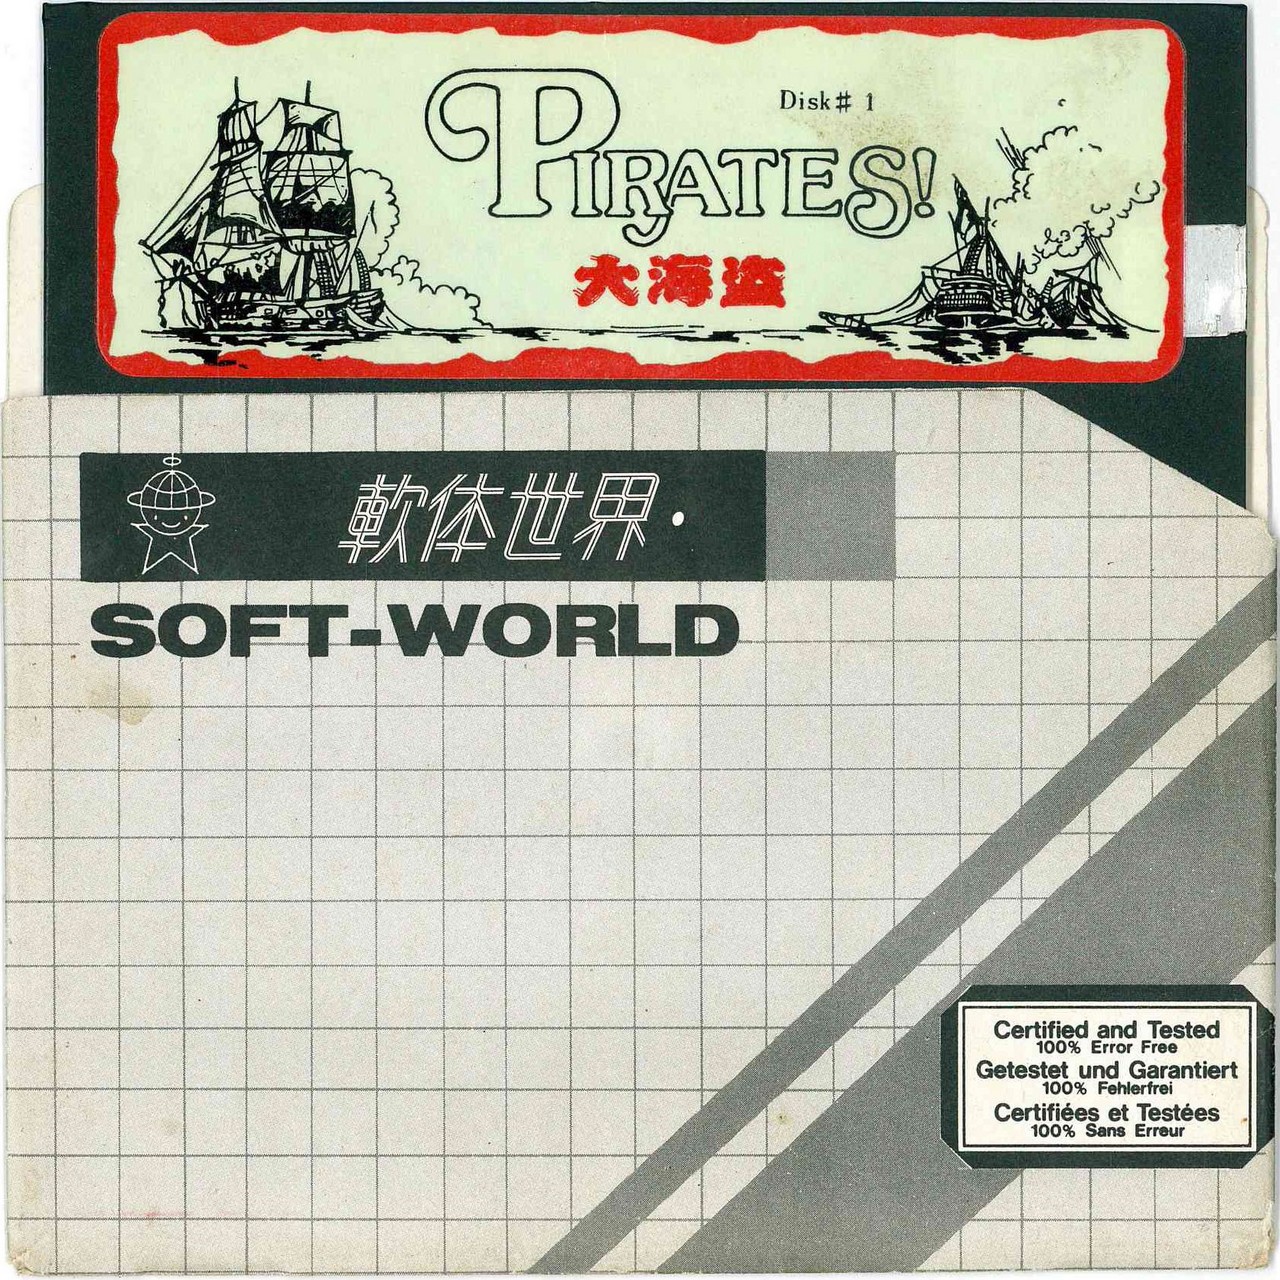 Disk# 1
PIRATES!
大海盜
軟体世界·
SOFT-WORLD
Certified and Tested
100% Error Free
Getestet und Garantiert
100% Fehlerfrei
Certifiées et Testées
100% Sans Erreur